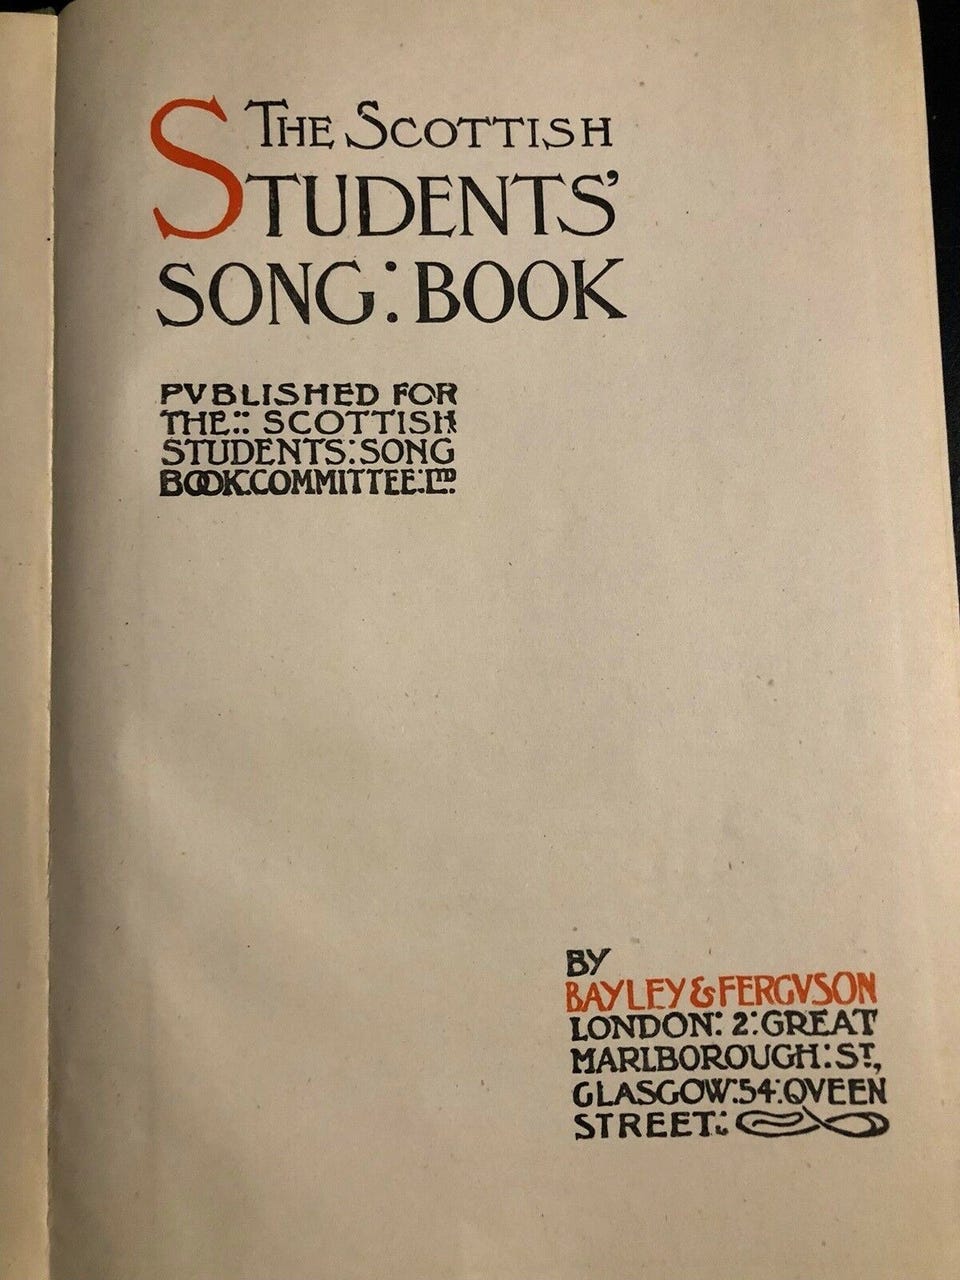 THE SCOTTISH
STUDENTS'
SONG:BOOK
PVBLISHED FOR
THE:: SCOTTISH
STUDENTS:SONG
BOOK.COMMITTEE:LTD.
BY
BAYLEY & FERGVSON
LONDON: 2:GREAT
MARLBOROUGH:ST.,
GLASGOW:54:QVEEN
STREET:.